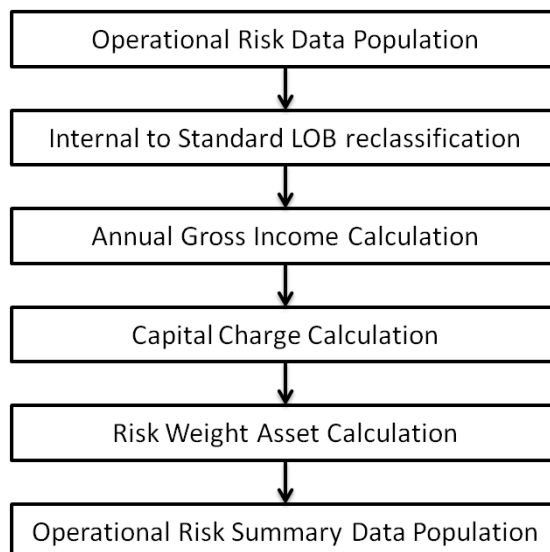 Operational Risk Data Population
Internal to Standard LOB reclassification
Annual Gross Income Calculation
Capital Charge Calculation
Risk Weight Asset Calculation
Operational Risk Summary Data Population